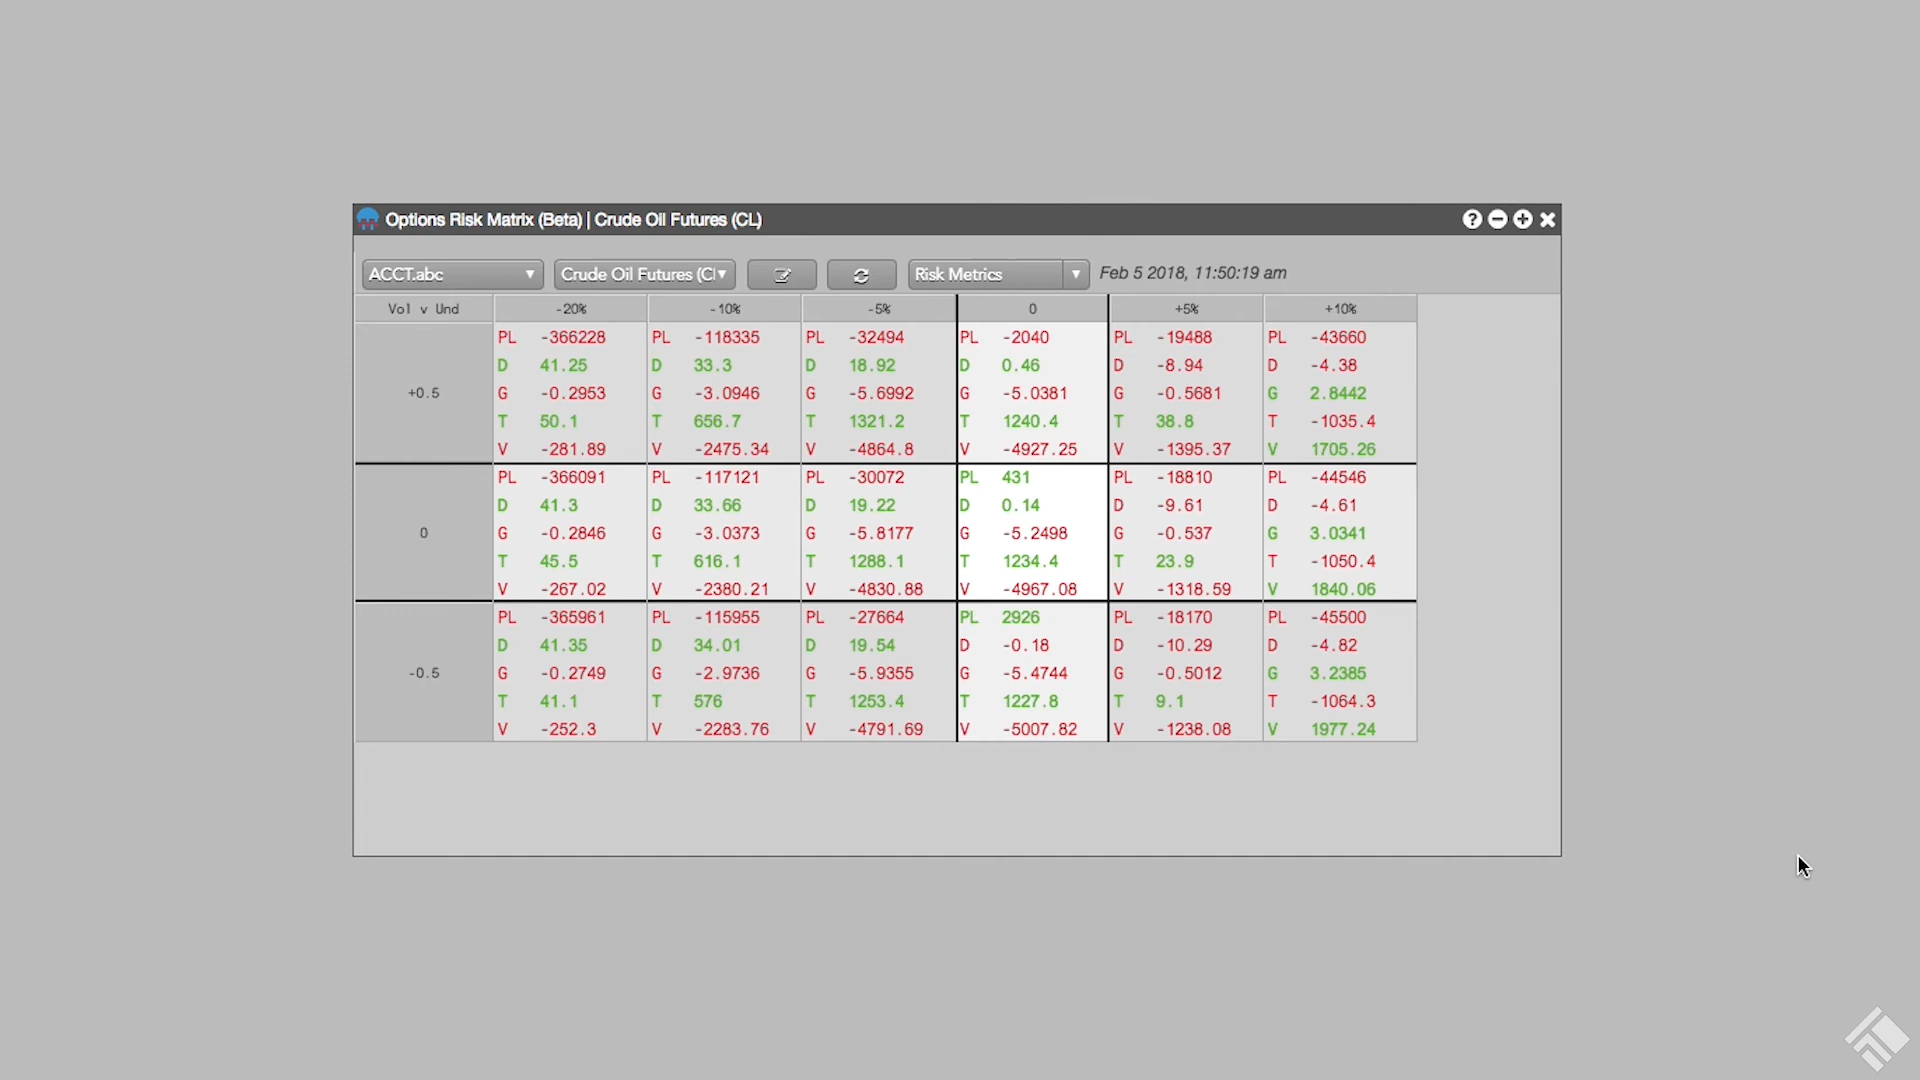 Options Risk Matrix (Beta) | Crude Oil Futures (CL)
ACCT.abc Crude Oil Futures (Cl Risk Metrics Feb 5 2018, 11:50:19 am
Vol v Und -20% -10% -5% 0 +5% +10%
PL -366228 PL -118335 PL -32494 PL -2040 PL -19488 PL -43660
D 41.25 D 33.3 D 18.92 D 0.46 D -8.94 D -4.38
+0.5 G -0.2953 G -3.0946 G -5.6992 G -5.0381 G -0.5681 G 2.8442
T 50.1 T 656.7 T 1321.2 T 1240.4 T 38.8 T -1035.4
V -281.89 V -2475.34 V -4864.8 V -4927.25 V -1395.37 V 1705.26
PL -366091 PL -117121 PL -30072 PL 431 PL -18810 PL -44546
D 41.3 D 33.66 D 19.22 D 0.14 D -9.61 D -4.61
0 G -0.2846 G -3.0373 G -5.8177 G -5.2498 G -0.537 G 3.0341
T 45.5 T 616.1 T 1288.1 T 1234.4 T 23.9 T -1050.4
V -267.02 V -2380.21 V -4830.88 V -4967.08 V -1318.59 V 1840.06
PL -365961 PL -115955 PL -27664 PL 2926 PL -18170 PL -45500
D 41.35 D 34.01 D 19.54 D -0.18 D -10.29 D -4.82
-0.5 G -0.2749 G -2.9736 G -5.9355 G -5.4744 G -0.5012 G 3.2385
T 41.1 T 576 T 1253.4 T 1227.8 T 9.1 T -1064.3
V -252.3 V -2283.76 V -4791.69 V -5007.82 V -1238.08 V 1977.24